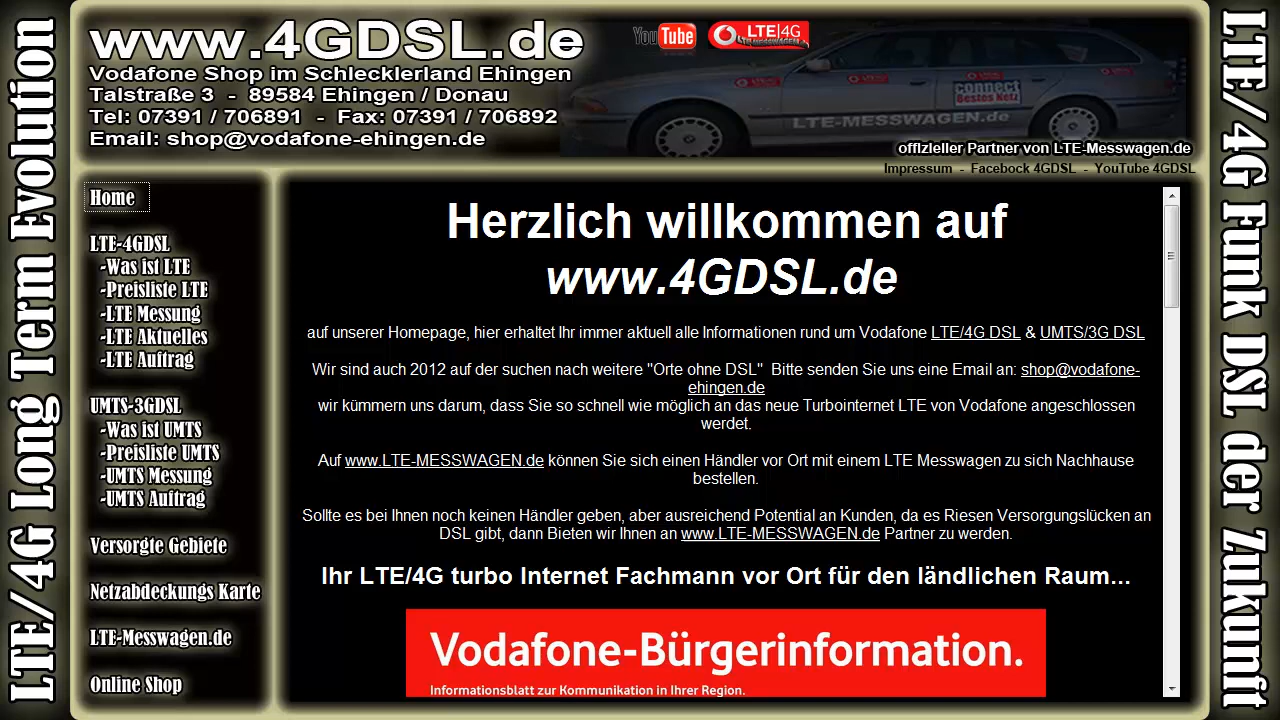 LTE/4G Long Term Evolution
www.4GDSL.de
Vodafone Shop im Schlecklerland Ehingen
Talstraße 3 - 89584 Ehingen / Donau
Tel: 07391 / 706891 - Fax: 07391 / 706892
Email: shop@vodafone-ehingen.de
YouTube
LTE|4G
LTE-MESSWAGEN.de
connect
Bestes Netz
LTE-MESSWAGEN.de
offizieller Partner von LTE-Messwagen.de
Impressum - Facebock 4GDSL - YouTube 4GDSL
Home
LTE-4GDSL
-Was ist LTE
-Preisliste LTE
-LTE Messung
-LTE Aktuelles
-LTE Auftrag
UMTS-3GDSL
-Was ist UMTS
-Preisliste UMTS
-UMTS Messung
-UMTS Auftrag
Versorgte Gebiete
Netzabdeckungs Karte
LTE-Messwagen.de
Online Shop
Herzlich willkommen auf
www.4GDSL.de
auf unserer Homepage, hier erhaltet Ihr immer aktuell alle Informationen rund um Vodafone LTE/4G DSL & UMTS/3G DSL
Wir sind auch 2012 auf der suchen nach weitere "Orte ohne DSL" Bitte senden Sie uns eine Email an: shop@vodafone-
ehingen.de
wir kümmern uns darum, dass Sie so schnell wie möglich an das neue Turbointernet LTE von Vodafone angeschlossen
werdet.
Auf www.LTE-MESSWAGEN.de können Sie sich einen Händler vor Ort mit einem LTE Messwagen zu sich Nachhause
bestellen.
Sollte es bei Ihnen noch keinen Händler geben, aber ausreichend Potential an Kunden, da es Riesen Versorgungslücken an
DSL gibt, dann Bieten wir Ihnen an www.LTE-MESSWAGEN.de Partner zu werden.
Ihr LTE/4G turbo Internet Fachmann vor Ort für den ländlichen Raum...
Vodafone-Bürgerinformation.
Informationsblatt zur Kommunikation in Ihrer Region.
LTE/4G Funk DSL der Zukunft